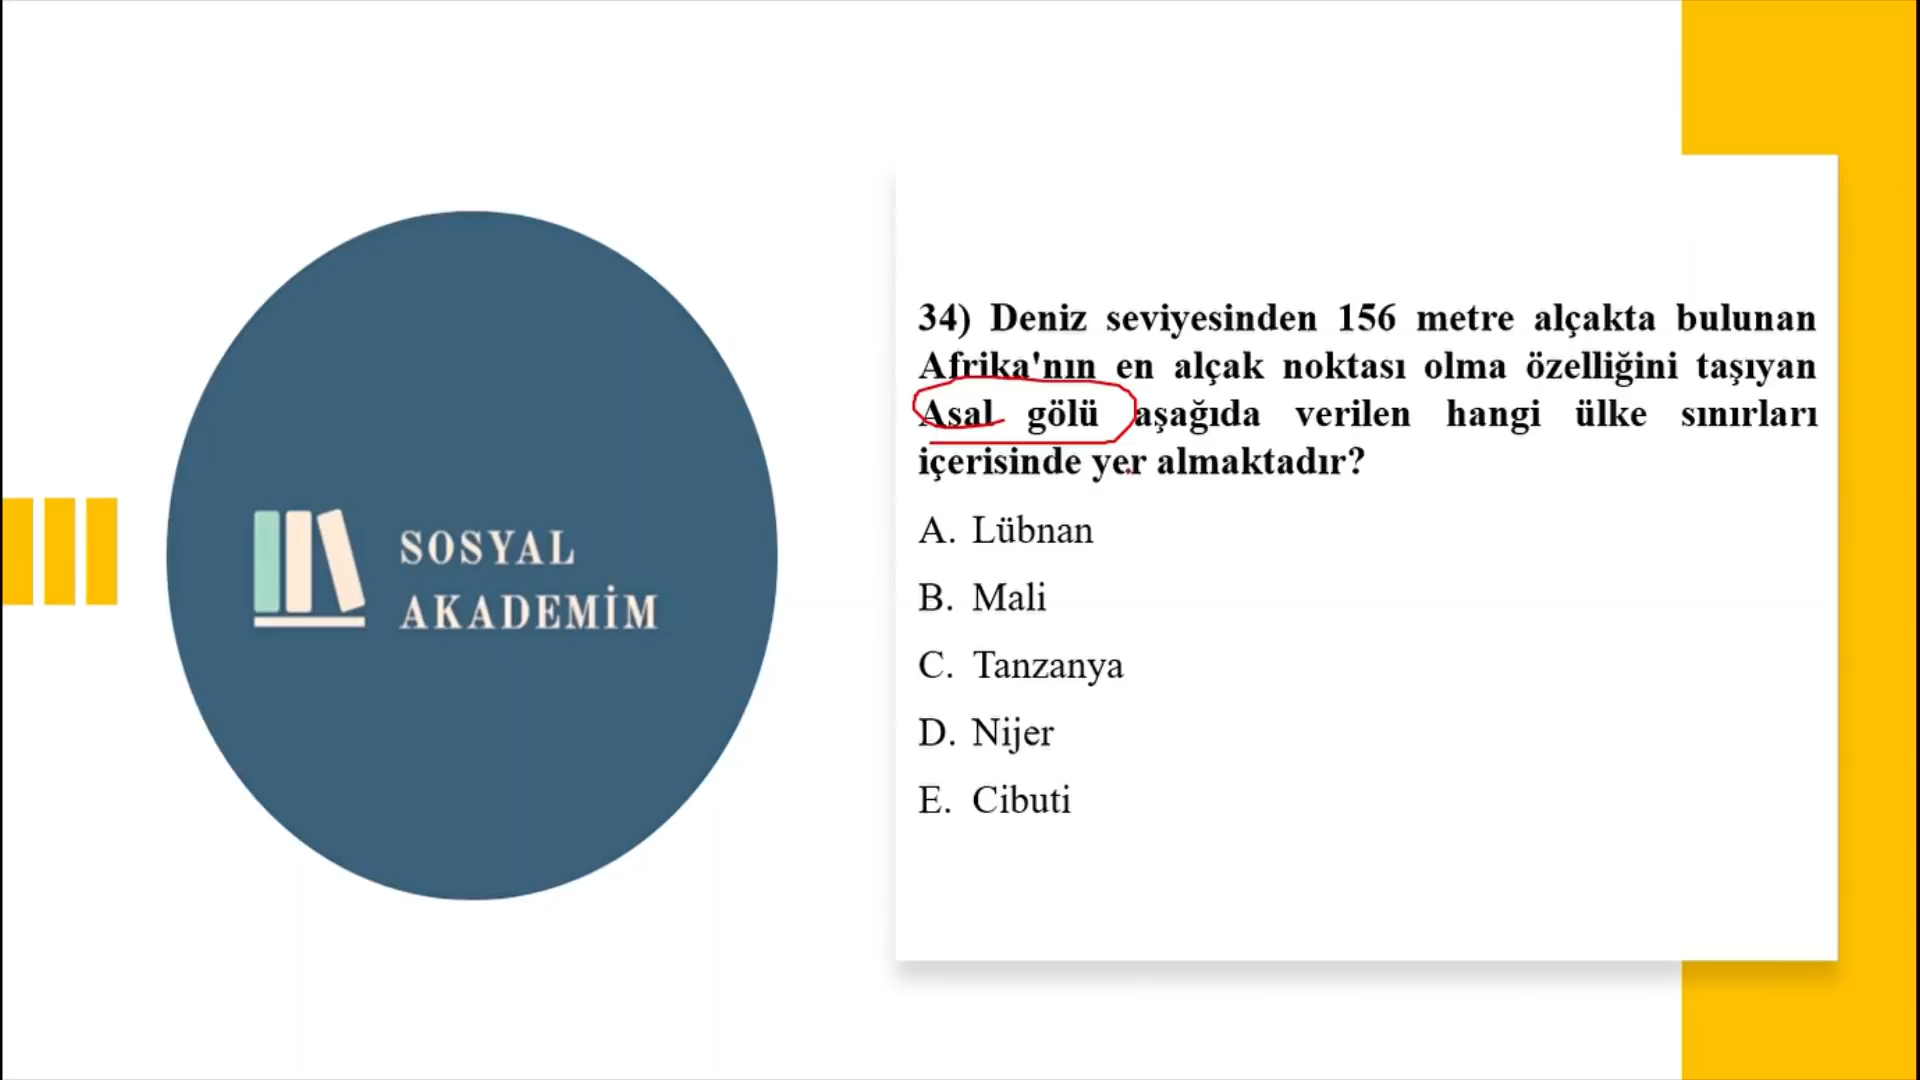 SOSYAL
AKADEMİM
34) Deniz seviyesinden 156 metre alçakta bulunan
Afrika'nın en alçak noktası olma özelliğini taşıyan
Asal gölü aşağıda verilen hangi ülke sınırları
içerisinde yer almaktadır?
A. Lübnan
B. Mali
C. Tanzanya
D. Nijer
E. Cibuti